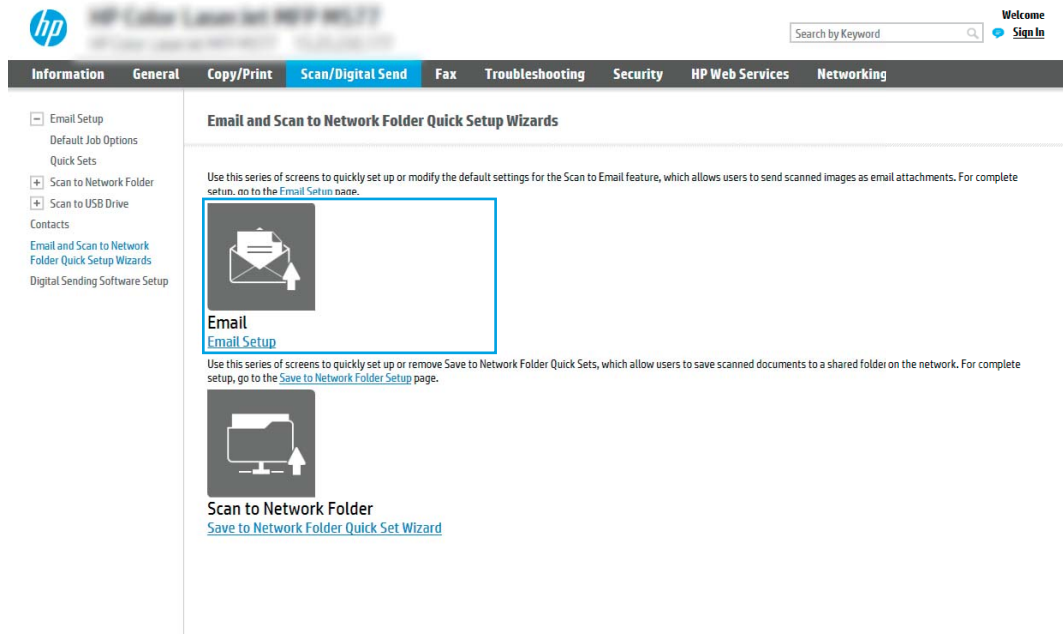 hp
Welcome
Search by Keyword
Sign In
Information General Copy/Print Scan/Digital Send Fax Troubleshooting Security HP Web Services Networking
Email Setup
Default Job Options
Quick Sets
Scan to Network Folder
Scan to USB Drive
Contacts
Email and Scan to Network
Folder Quick Setup Wizards
Digital Sending Software Setup
Email and Scan to Network Folder Quick Setup Wizards
Use this series of screens to quickly set up or modify the default settings for the Scan to Email feature, which allows users to send scanned images as email attachments. For complete
setup, go to the Email Setup page.
Email
Email Setup
Use this series of screens to quickly set up or remove Save to Network Folder Quick Sets, which allow users to save scanned documents to a shared folder on the network. For complete
setup, go to the Save to Network Folder Setup page.
Scan to Network Folder
Save to Network Folder Quick Set Wizard